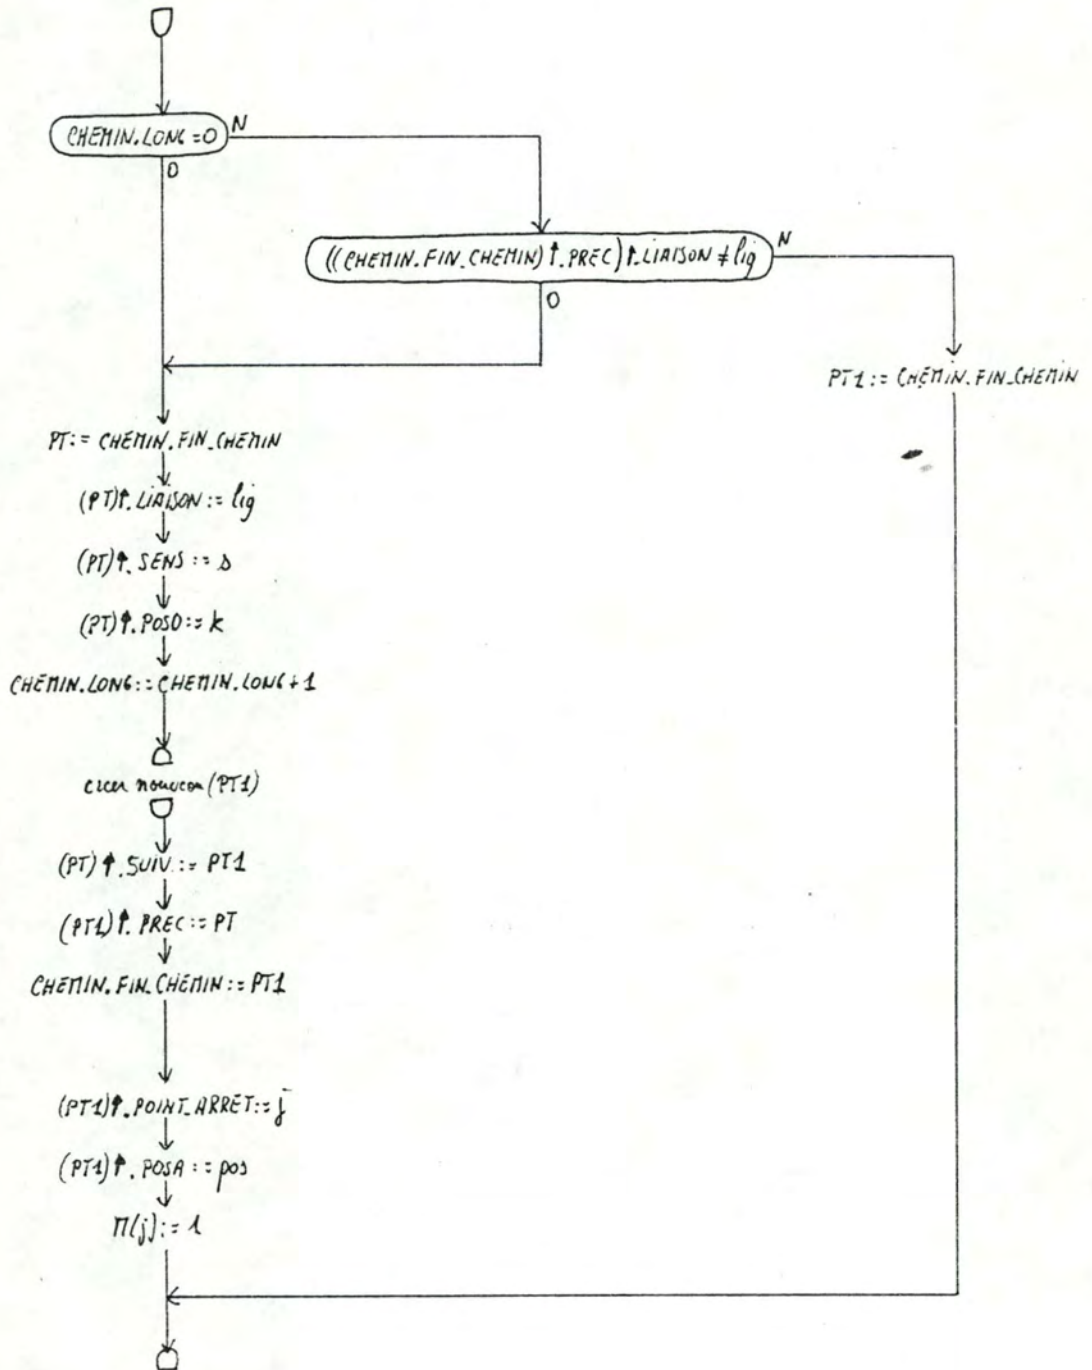 CHEMIN.LONG = 0
N
O
((CHEMIN.FIN_CHEMIN)↑.PREC)↑.LIAISON ≠ lig
N
O
PT1 := CHEMIN.FIN_CHEMIN
PT := CHEMIN.FIN_CHEMIN
(PT)↑.LIAISON := lig
(PT)↑.SENS := s
(PT)↑.POSD := k
CHEMIN.LONG := CHEMIN.LONG + 1
(PT1)
(PT)↑.SUIV. := PT1
(PT1)↑.PREC := PT
CHEMIN.FIN_CHEMIN := PT1
(PT1)↑.POINT_ARRET := j
(PT1)↑.POSA := pos
M(j) := 1